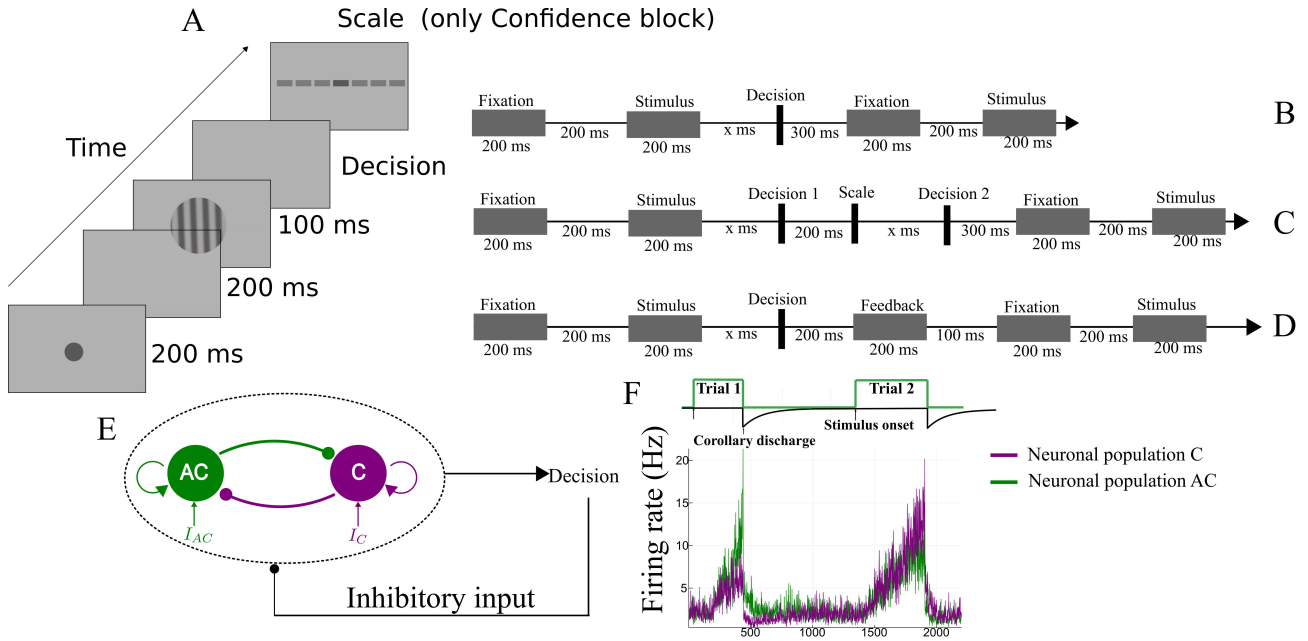 A
Scale (only Confidence block)
Time
Decision
100 ms
200 ms
200 ms
Fixation
Stimulus
Decision
Fixation
Stimulus
B
200 ms
x ms
300 ms
200 ms
200 ms
200 ms
200 ms
200 ms
Fixation
Stimulus
Decision 1
Scale
Decision 2
Fixation
Stimulus
C
200 ms
x ms
200 ms
x ms
300 ms
200 ms
200 ms
200 ms
200 ms
200 ms
Fixation
Stimulus
Decision
Feedback
Fixation
Stimulus
D
200 ms
x ms
200 ms
100 ms
200 ms
200 ms
200 ms
200 ms
200 ms
200 ms
E
AC
C
I_AC
I_C
Decision
Inhibitory input
F
Trial 1
Trial 2
Stimulus onset
Corollary discharge
Firing rate (Hz)
20
15
10
5
500
1000
1500
2000
Neuronal population C
Neuronal population AC